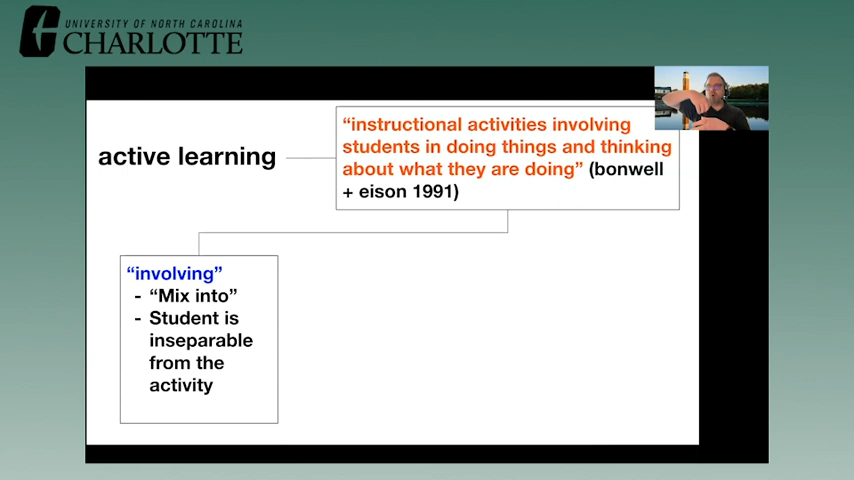 UNIVERSITY OF NORTH CAROLINA
CHARLOTTE
active learning
“instructional activities involving
students in doing things and thinking
about what they are doing” (bonwell
+ eison 1991)
“involving”
- “Mix into”
- Student is
inseparable
from the
activity